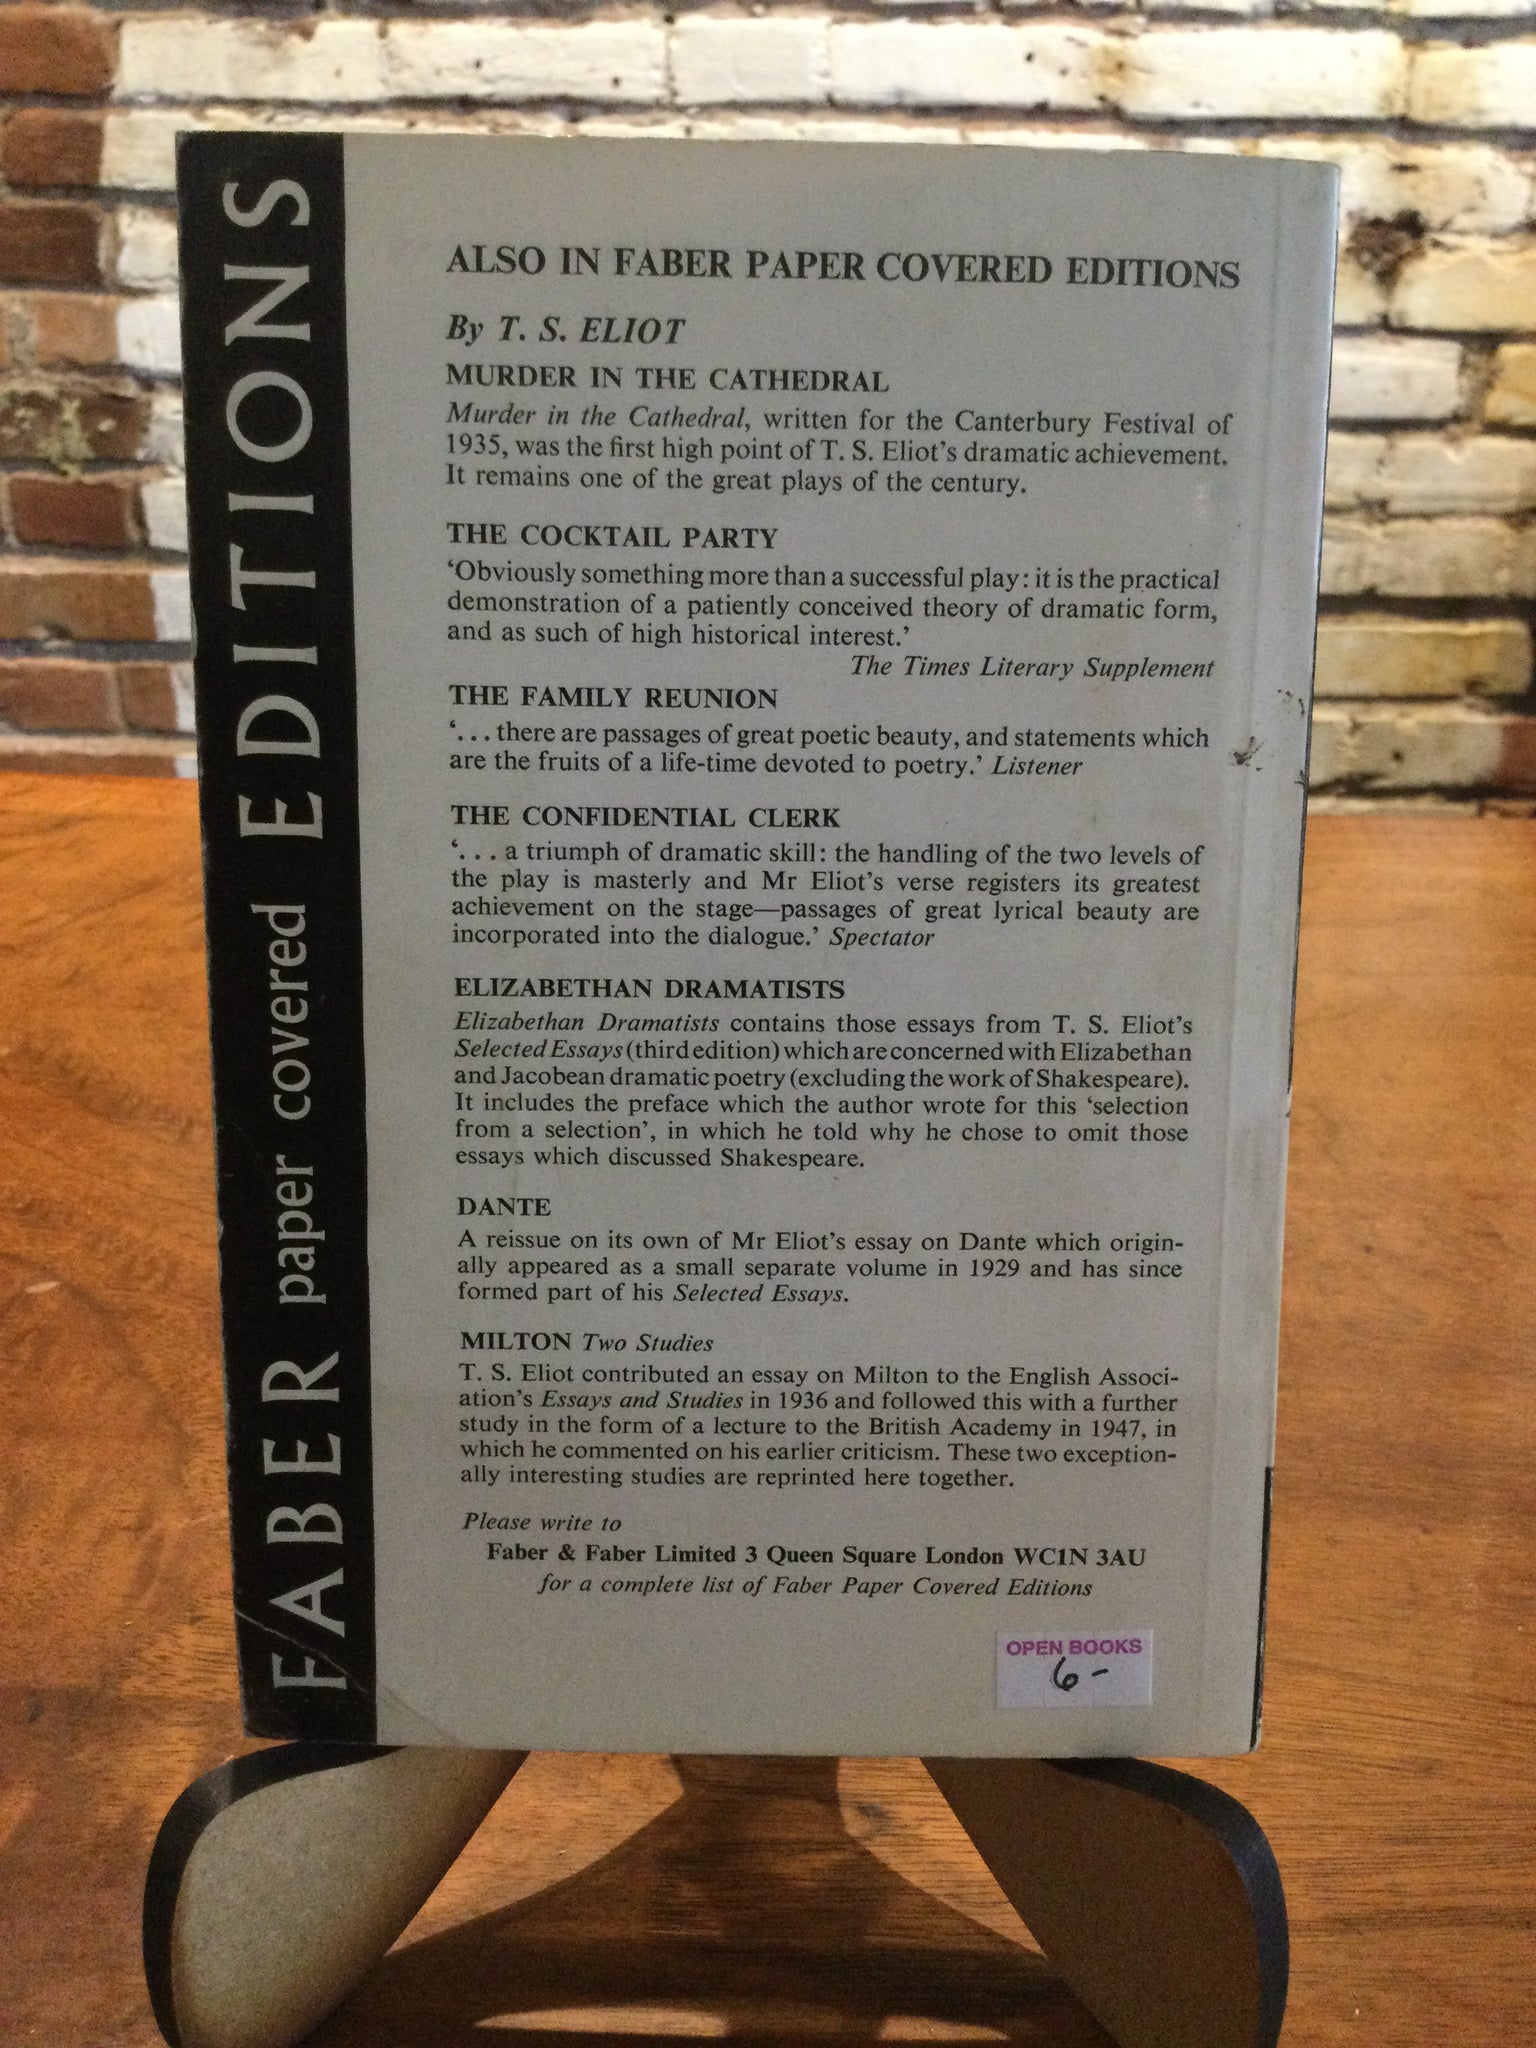 FABER paper covered EDITIONS
ALSO IN FABER PAPER COVERED EDITIONS
By T. S. ELIOT
MURDER IN THE CATHEDRAL
Murder in the Cathedral, written for the Canterbury Festival of
1935, was the first high point of T. S. Eliot's dramatic achievement.
It remains one of the great plays of the century.
THE COCKTAIL PARTY
‘Obviously something more than a successful play: it is the practical
demonstration of a patiently conceived theory of dramatic form,
and as such of high historical interest.’
The Times Literary Supplement
THE FAMILY REUNION
‘. . . there are passages of great poetic beauty, and statements which
are the fruits of a life-time devoted to poetry.’ Listener
THE CONFIDENTIAL CLERK
‘. . . a triumph of dramatic skill: the handling of the two levels of
the play is masterly and Mr Eliot's verse registers its greatest
achievement on the stage—passages of great lyrical beauty are
incorporated into the dialogue.’ Spectator
ELIZABETHAN DRAMATISTS
Elizabethan Dramatists contains those essays from T. S. Eliot's
Selected Essays (third edition) which are concerned with Elizabethan
and Jacobean dramatic poetry (excluding the work of Shakespeare).
It includes the preface which the author wrote for this ‘selection
from a selection’, in which he told why he chose to omit those
essays which discussed Shakespeare.
DANTE
A reissue on its own of Mr Eliot's essay on Dante which origin-
ally appeared as a small separate volume in 1929 and has since
formed part of his Selected Essays.
MILTON Two Studies
T. S. Eliot contributed an essay on Milton to the English Associ-
ation's Essays and Studies in 1936 and followed this with a further
study in the form of a lecture to the British Academy in 1947, in
which he commented on his earlier criticism. These two exception-
ally interesting studies are reprinted here together.
Please write to
Faber & Faber Limited 3 Queen Square London WC1N 3AU
for a complete list of Faber Paper Covered Editions
OPEN BOOKS
6 -